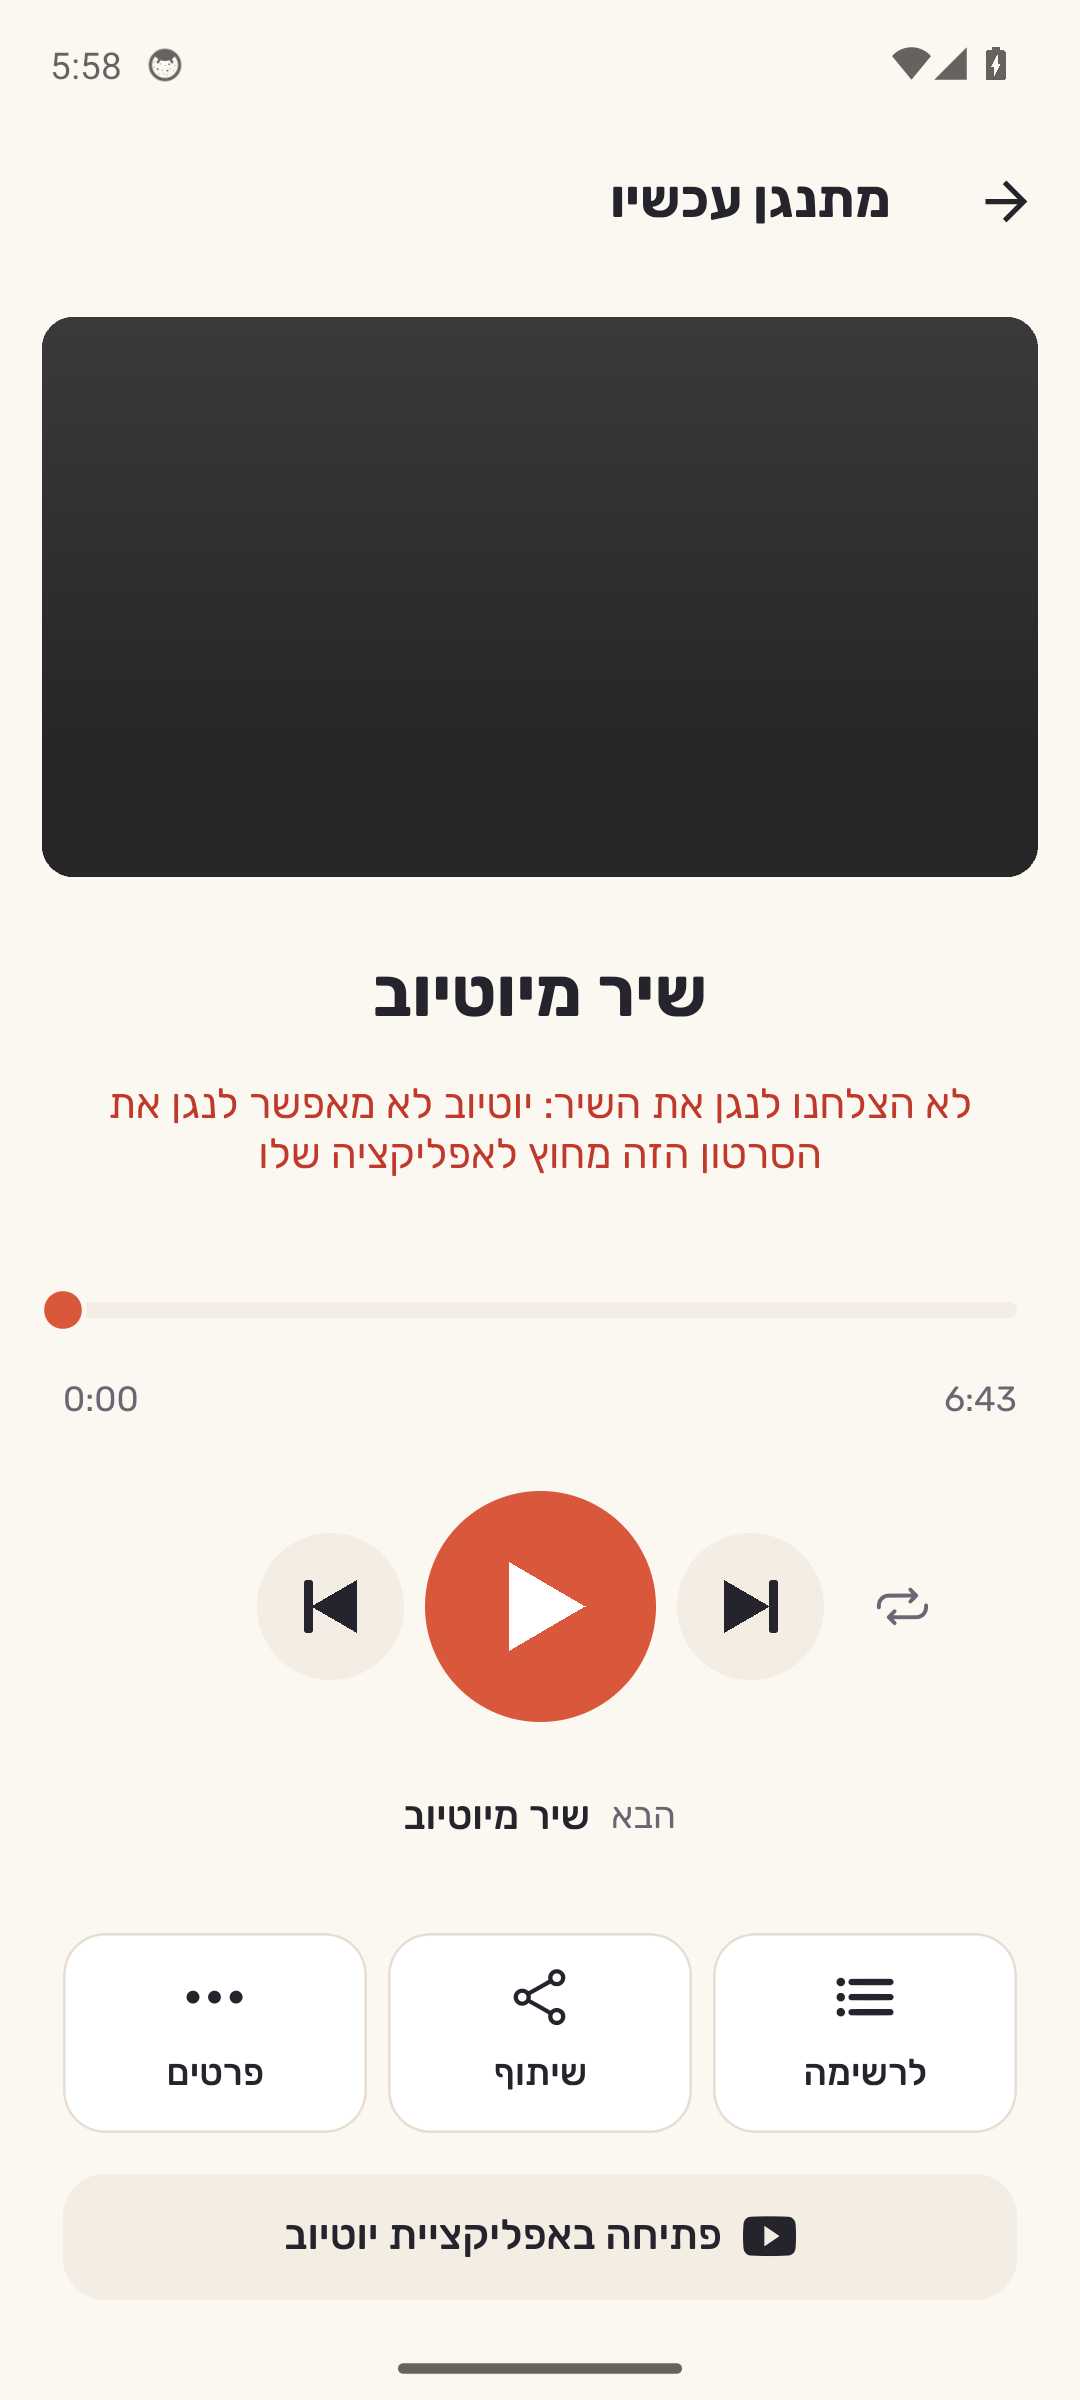 5:58
מתנגן עכשיו
שיר מיוטיוב
לא הצלחנו לנגן את השיר: יוטיוב לא מאפשר לנגן את
הסרטון הזה מחוץ לאפליקציה שלו
0:00
6:43
הבא שיר מיוטיוב
לרשימה
שיתוף
פרטים
פתיחה באפליקציית יוטיוב